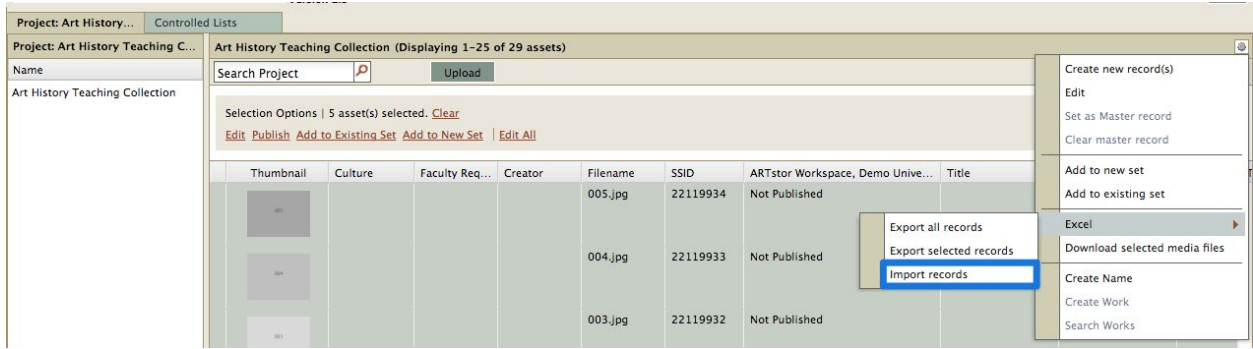 Project: Art History... Controlled Lists
Project: Art History Teaching C...
Name
Art History Teaching Collection
Art History Teaching Collection (Displaying 1-25 of 29 assets)
Search Project Upload
Selection Options | 5 asset(s) selected. Clear
Edit Publish Add to Existing Set Add to New Set | Edit All
Thumbnail Culture Faculty Req... Creator Filename SSID ARTstor Workspace, Demo Unive... Title
005.jpg 22119934 Not Published
004.jpg 22119933 Not Published
003.jpg 22119932 Not Published
Create new record(s)
Edit
Set as Master record
Clear master record
Add to new set
Add to existing set
Excel
Download selected media files
Create Name
Create Work
Search Works
Export all records
Export selected records
Import records